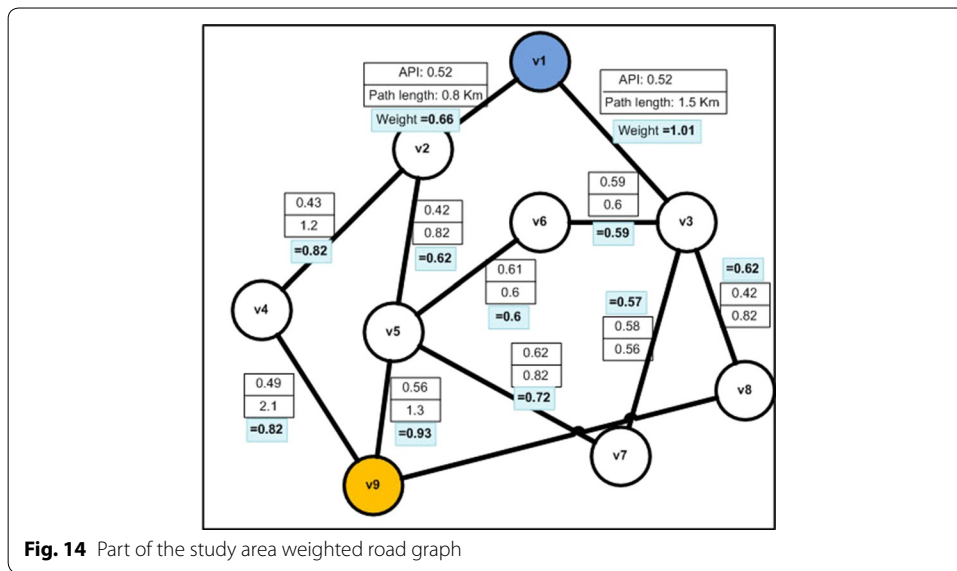 v1
API: 0.52
Path length: 0.8 Km
Weight =0.66
API: 0.52
Path length: 1.5 Km
Weight =1.01
v2
0.43
1.2
=0.82
0.42
0.82
=0.62
v6
0.59
0.6
=0.59
v3
0.61
0.6
=0.6
=0.57
0.58
0.56
=0.62
0.42
0.82
v4
v5
0.62
0.82
=0.72
v8
0.49
2.1
=0.82
0.56
1.3
=0.93
v7
v9
Fig. 14 Part of the study area weighted road graph